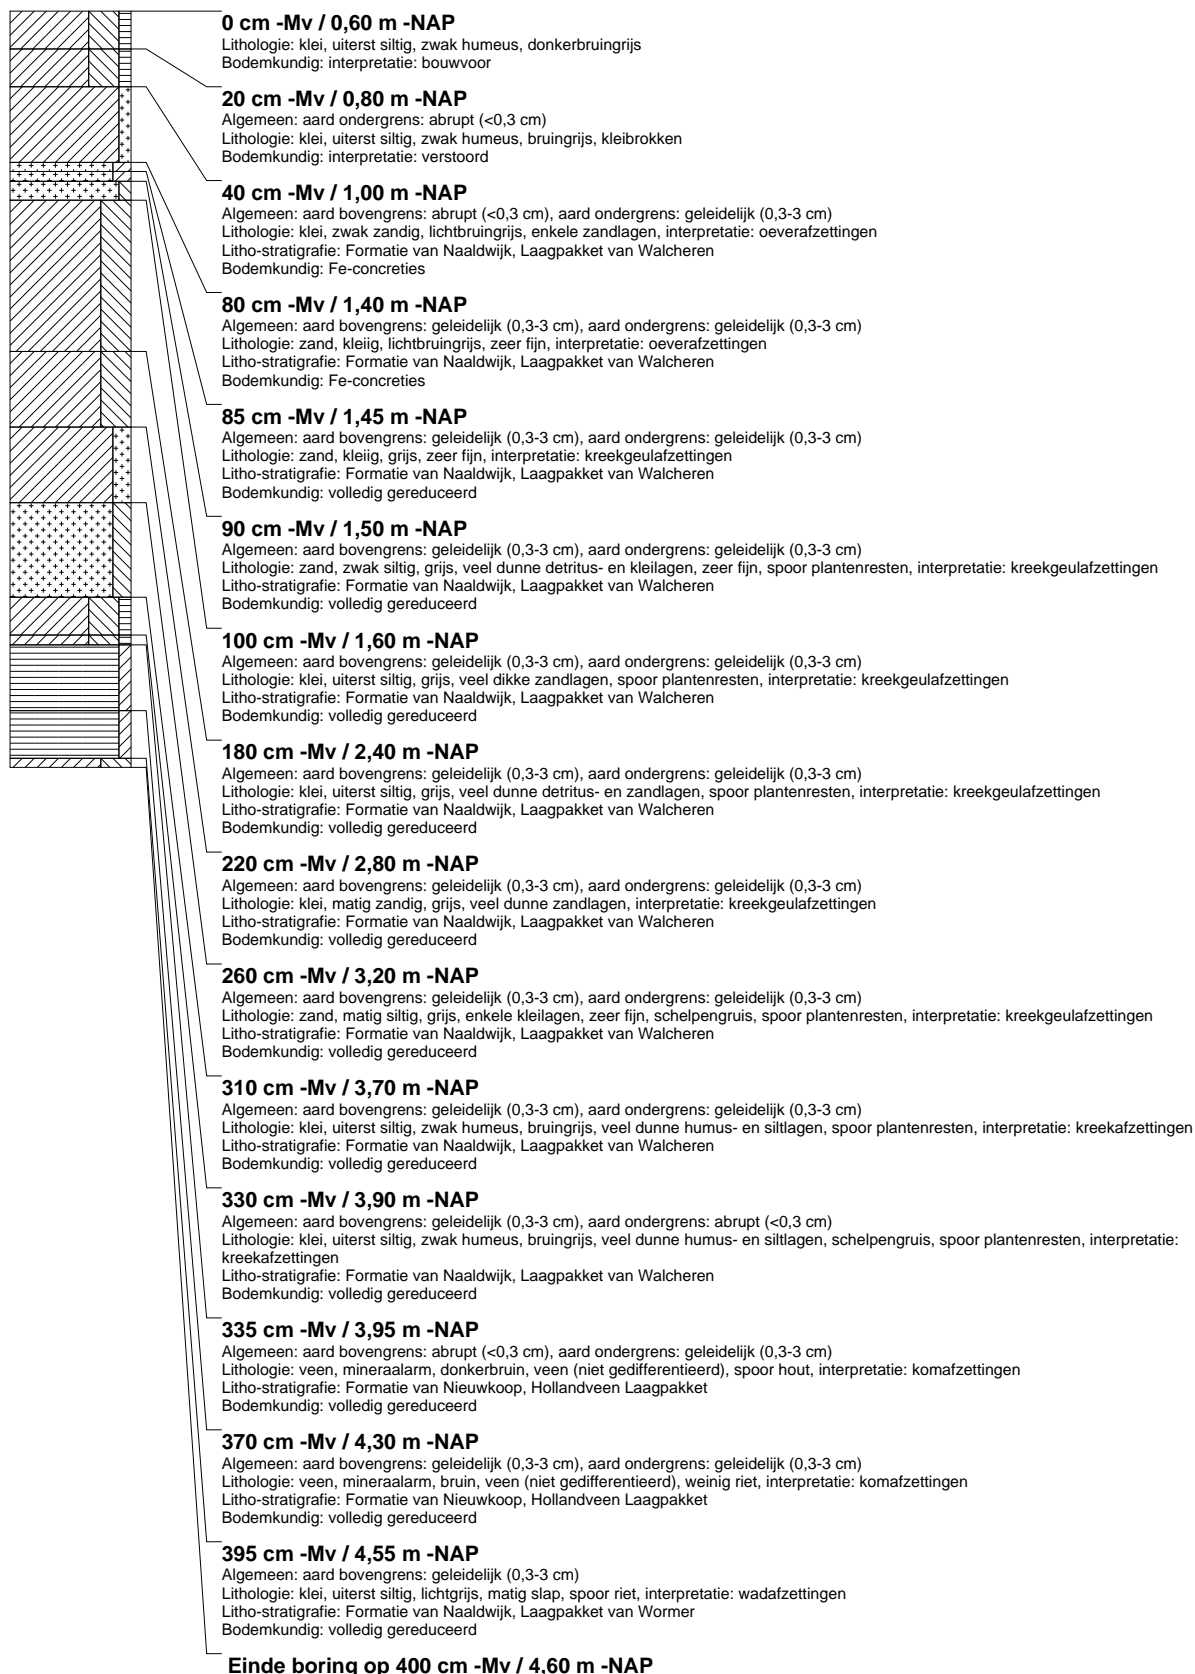 0 cm -Mv / 0,60 m -NAP
Lithologie: klei, uiterst siltig, zwak humeus, donkerbruingrijs
Bodemkundig: interpretatie: bouwvoor
20 cm -Mv / 0,80 m -NAP
Algemeen: aard ondergrens: abrupt (<0,3 cm)
Lithologie: klei, uiterst siltig, zwak humeus, bruingrijs, kleibrokken
Bodemkundig: interpretatie: verstoord
40 cm -Mv / 1,00 m -NAP
Algemeen: aard bovengrens: abrupt (<0,3 cm), aard ondergrens: geleidelijk (0,3-3 cm)
Lithologie: klei, zwak zandig, lichtbruingrijs, enkele zandlagen, interpretatie: oeverafzettingen
Litho-stratigrafie: Formatie van Naaldwijk, Laagpakket van Walcheren
Bodemkundig: Fe-concreties
80 cm -Mv / 1,40 m -NAP
Algemeen: aard bovengrens: geleidelijk (0,3-3 cm), aard ondergrens: geleidelijk (0,3-3 cm)
Lithologie: zand, kleiig, lichtbruingrijs, zeer fijn, interpretatie: oeverafzettingen
Litho-stratigrafie: Formatie van Naaldwijk, Laagpakket van Walcheren
Bodemkundig: Fe-concreties
85 cm -Mv / 1,45 m -NAP
Algemeen: aard bovengrens: geleidelijk (0,3-3 cm), aard ondergrens: geleidelijk (0,3-3 cm)
Lithologie: zand, kleiig, grijs, zeer fijn, interpretatie: kreekgeulafzettingen
Litho-stratigrafie: Formatie van Naaldwijk, Laagpakket van Walcheren
Bodemkundig: volledig gereduceerd
90 cm -Mv / 1,50 m -NAP
Algemeen: aard bovengrens: geleidelijk (0,3-3 cm), aard ondergrens: geleidelijk (0,3-3 cm)
Lithologie: zand, zwak siltig, grijs, veel dunne detritus- en kleilagen, zeer fijn, spoor plantenresten, interpretatie: kreekgeulafzettingen
Litho-stratigrafie: Formatie van Naaldwijk, Laagpakket van Walcheren
Bodemkundig: volledig gereduceerd
100 cm -Mv / 1,60 m -NAP
Algemeen: aard bovengrens: geleidelijk (0,3-3 cm), aard ondergrens: geleidelijk (0,3-3 cm)
Lithologie: klei, uiterst siltig, grijs, veel dikke zandlagen, spoor plantenresten, interpretatie: kreekgeulafzettingen
Litho-stratigrafie: Formatie van Naaldwijk, Laagpakket van Walcheren
Bodemkundig: volledig gereduceerd
180 cm -Mv / 2,40 m -NAP
Algemeen: aard bovengrens: geleidelijk (0,3-3 cm), aard ondergrens: geleidelijk (0,3-3 cm)
Lithologie: klei, uiterst siltig, grijs, veel dunne detritus- en zandlagen, spoor plantenresten, interpretatie: kreekgeulafzettingen
Litho-stratigrafie: Formatie van Naaldwijk, Laagpakket van Walcheren
Bodemkundig: volledig gereduceerd
220 cm -Mv / 2,80 m -NAP
Algemeen: aard bovengrens: geleidelijk (0,3-3 cm), aard ondergrens: geleidelijk (0,3-3 cm)
Lithologie: klei, matig zandig, grijs, veel dunne zandlagen, interpretatie: kreekgeulafzettingen
Litho-stratigrafie: Formatie van Naaldwijk, Laagpakket van Walcheren
Bodemkundig: volledig gereduceerd
260 cm -Mv / 3,20 m -NAP
Algemeen: aard bovengrens: geleidelijk (0,3-3 cm), aard ondergrens: geleidelijk (0,3-3 cm)
Lithologie: zand, matig siltig, grijs, enkele kleilagen, zeer fijn, schelpengruis, spoor plantenresten, interpretatie: kreekgeulafzettingen
Litho-stratigrafie: Formatie van Naaldwijk, Laagpakket van Walcheren
Bodemkundig: volledig gereduceerd
310 cm -Mv / 3,70 m -NAP
Algemeen: aard bovengrens: geleidelijk (0,3-3 cm), aard ondergrens: geleidelijk (0,3-3 cm)
Lithologie: klei, uiterst siltig, zwak humeus, bruingrijs, veel dunne humus- en siltlagen, spoor plantenresten, interpretatie: kreekafzettingen
Litho-stratigrafie: Formatie van Naaldwijk, Laagpakket van Walcheren
Bodemkundig: volledig gereduceerd
330 cm -Mv / 3,90 m -NAP
Algemeen: aard bovengrens: geleidelijk (0,3-3 cm), aard ondergrens: abrupt (<0,3 cm)
Lithologie: klei, uiterst siltig, zwak humeus, bruingrijs, veel dunne humus- en siltlagen, schelpengruis, spoor plantenresten, interpretatie:
kreekafzettingen
Litho-stratigrafie: Formatie van Naaldwijk, Laagpakket van Walcheren
Bodemkundig: volledig gereduceerd
335 cm -Mv / 3,95 m -NAP
Algemeen: aard bovengrens: abrupt (<0,3 cm), aard ondergrens: geleidelijk (0,3-3 cm)
Lithologie: veen, mineraalarm, donkerbruin, veen (niet gedifferentieerd), spoor hout, interpretatie: komafzettingen
Litho-stratigrafie: Formatie van Nieuwkoop, Hollandveen Laagpakket
Bodemkundig: volledig gereduceerd
370 cm -Mv / 4,30 m -NAP
Algemeen: aard bovengrens: geleidelijk (0,3-3 cm), aard ondergrens: geleidelijk (0,3-3 cm)
Lithologie: veen, mineraalarm, bruin, veen (niet gedifferentieerd), weinig riet, interpretatie: komafzettingen
Litho-stratigrafie: Formatie van Nieuwkoop, Hollandveen Laagpakket
Bodemkundig: volledig gereduceerd
395 cm -Mv / 4,55 m -NAP
Algemeen: aard bovengrens: geleidelijk (0,3-3 cm)
Lithologie: klei, uiterst siltig, lichtgrijs, matig slap, spoor riet, interpretatie: wadafzettingen
Litho-stratigrafie: Formatie van Naaldwijk, Laagpakket van Wormer
Bodemkundig: volledig gereduceerd
Einde boring op 400 cm -Mv / 4,60 m -NAP